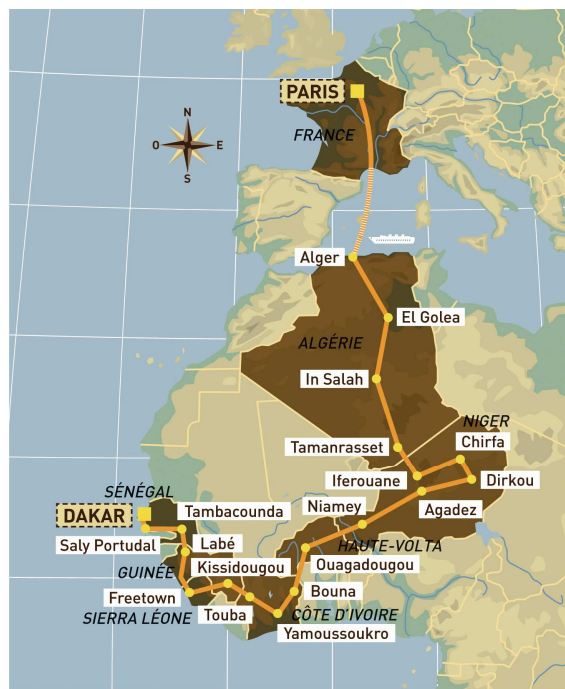 PARIS
FRANCE
N
O
E
S
Alger
El Golea
ALGÉRIE
In Salah
NIGER
Tamanrasset
Chirfa
Iferouane
Dirkou
SÉNÉGAL
Niamey
Agadez
DAKAR
Tambacounda
Saly Portudal
Labé
HAUTE-VOLTA
Ouagadougou
GUINÉE
Kissidougou
Freetown
Bouna
SIERRA LÉONE
Touba
CÔTE D'IVOIRE
Yamoussoukro